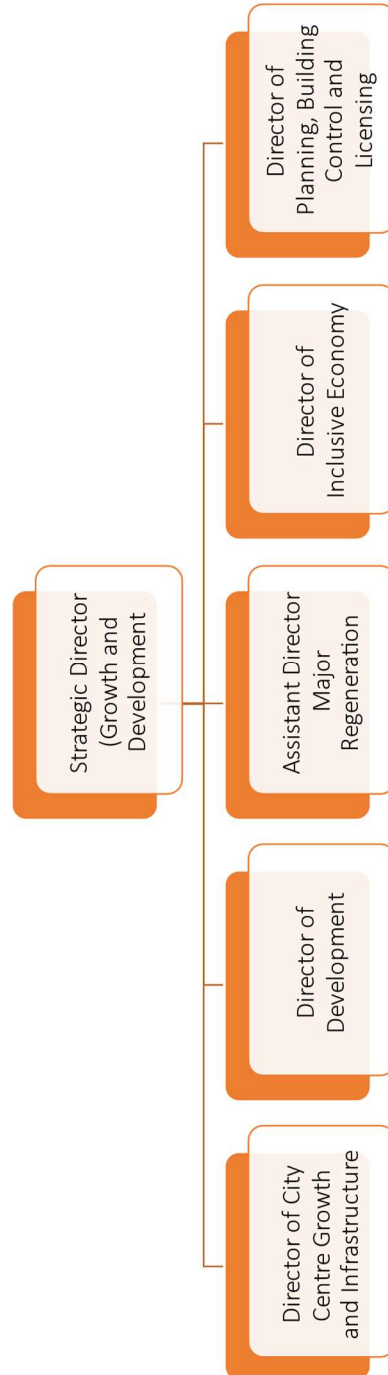 Strategic Director
(Growth and
Development
Director of City
Centre Growth
and Infrastructure
Director of
Development
Assistant Director
Major
Regeneration
Director of
Inclusive Economy
Director of
Planning, Building
Control and
Licensing